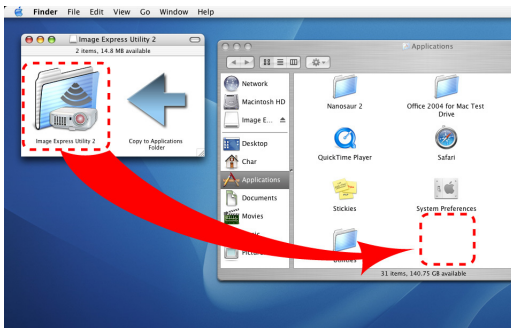 Finder File Edit View Go Window Help
Image Express Utility 2
2 items, 14.8 MB available
Image Express Utility 2
Copy to Applications
Folder
Applications
Network
Macintosh HD
Image E...
Desktop
Char
Applications
Documents
Movies
Nanosaur 2
Office 2004 for Mac Test
Drive
QuickTime Player
Safari
Stickies
System Preferences
31 items, 140.75 GB available